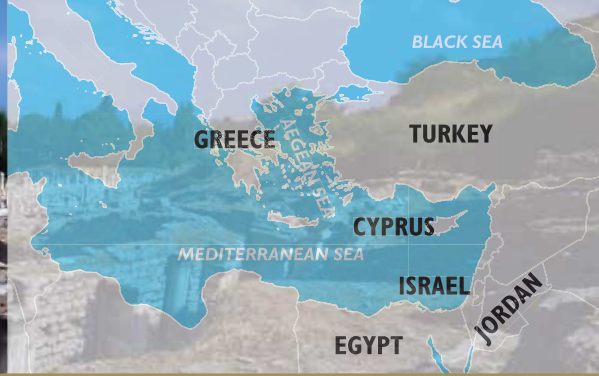 BLACK SEA
GREECE
TURKEY
AEGEAN SEA
CYPRUS
MEDITERRANEAN SEA
ISRAEL
JORDAN
EGYPT